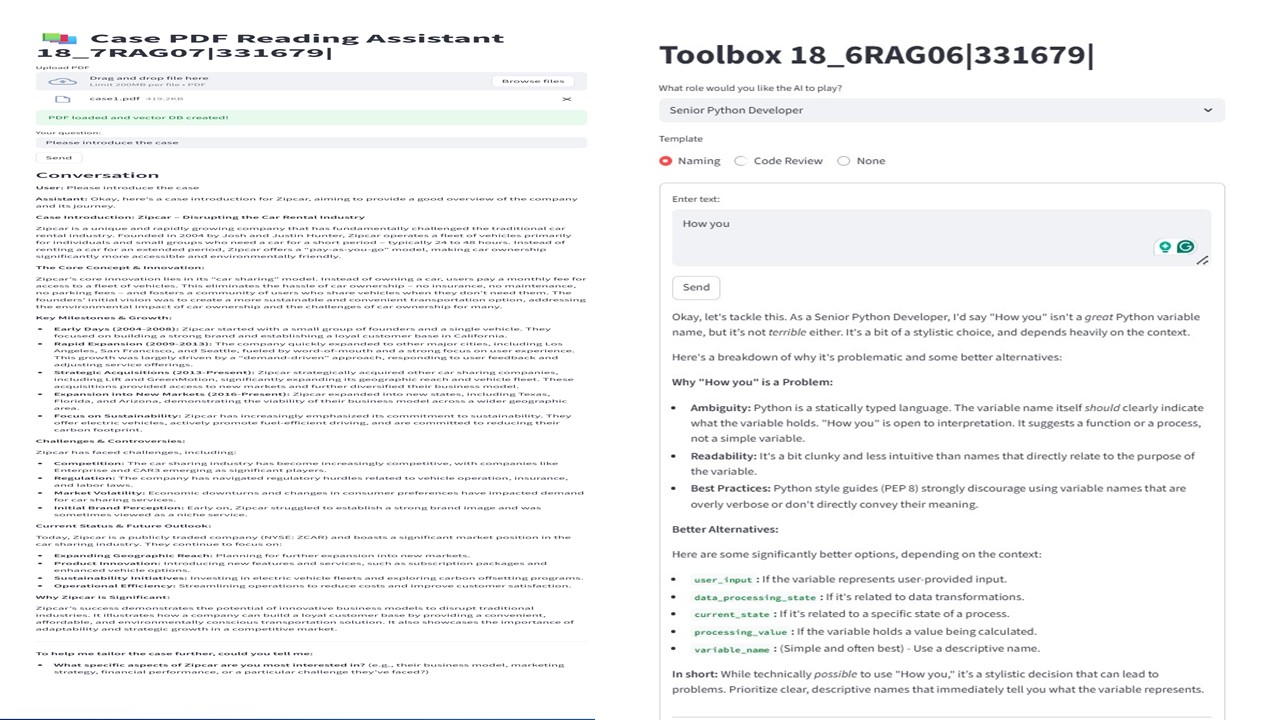 Case PDF Reading Assistant
18_7RAG07|331679|
Upload PDF
Drag and drop file here
Limit 200MB per file • PDF
Browse files
case1.pdf 419.2KB
PDF loaded and vector DB created!
Your question:
Please introduce the case
Send
Conversation
User: Please introduce the case
Assistant: Okay, here's a case introduction for Zipcar, aiming to provide a good overview of the company
and its journey.
Case Introduction: Zipcar – Disrupting the Car Rental Industry
Zipcar is a unique and rapidly growing company that has fundamentally challenged the traditional car
rental industry. Founded in 2004 by Josh and Justin Hunter, Zipcar operates a fleet of vehicles primarily
for individuals and small groups who need a car for a short period – typically 24 to 48 hours. Instead of
renting a car for an extended period, Zipcar offers a "pay-as-you-go" model, making car ownership
significantly more accessible and environmentally friendly.
The Core Concept & Innovation:
Zipcar's core innovation lies in its "car sharing" model. Instead of owning a car, users pay a monthly fee for
access to a fleet of vehicles. This eliminates the hassle of car ownership – no insurance, no maintenance,
no parking fees – and fosters a community of users who share vehicles when they don't need them. The
founders' initial vision was to create a more sustainable and convenient transportation option, addressing
the environmental impact of car ownership and the challenges of car ownership for many.
Key Milestones & Growth:
• Early Days (2004-2008): Zipcar started with a small group of founders and a single vehicle. They
focused on building a strong brand and establishing a loyal customer base in California.
• Rapid Expansion (2009-2013): The company quickly expanded to other major cities, including Los
Angeles, San Francisco, and Seattle, fueled by word-of-mouth and a strong focus on user experience.
This growth was largely driven by a "demand-driven" approach, responding to user feedback and
adjusting service offerings.
• Strategic Acquisitions (2013-Present): Zipcar strategically acquired other car sharing companies,
including Lift and GreenMotion, significantly expanding its geographic reach and vehicle fleet. These
acquisitions provided access to new markets and further diversified their business model.
• Expansion into New Markets (2016-Present): Zipcar expanded into new states, including Texas,
Florida, and Arizona, demonstrating the viability of their business model across a wider geographic
area.
• Focus on Sustainability: Zipcar has increasingly emphasized its commitment to sustainability. They
offer electric vehicles, actively promote fuel-efficient driving, and are committed to reducing their
carbon footprint.
Challenges & Controversies:
Zipcar has faced challenges, including:
• Competition: The car sharing industry has become increasingly competitive, with companies like
Enterprise and CAR3 emerging as significant players.
• Regulation: The company has navigated regulatory hurdles related to vehicle operation, insurance,
and labor laws.
• Market Volatility: Economic downturns and changes in consumer preferences have impacted demand
for car sharing services.
• Initial Brand Perception: Early on, Zipcar struggled to establish a strong brand image and was
sometimes viewed as a niche service.
Current Status & Future Outlook:
Today, Zipcar is a publicly traded company (NYSE: ZCAR) and boasts a significant market position in the
car sharing industry. They continue to focus on:
• Expanding Geographic Reach: Planning for further expansion into new markets.
• Product Innovation: Introducing new features and services, such as subscription packages and
enhanced vehicle options.
• Sustainability Initiatives: Investing in electric vehicle fleets and exploring carbon offsetting programs.
• Operational Efficiency: Streamlining operations to reduce costs and improve customer satisfaction.
Why Zipcar is Significant:
Zipcar's success demonstrates the potential of innovative business models to disrupt traditional
industries. It illustrates how a company can build a loyal customer base by providing a convenient,
affordable, and environmentally conscious transportation solution. It also showcases the importance of
adaptability and strategic growth in a competitive market.
To help me tailor the case further, could you tell me:
• What specific aspects of Zipcar are you most interested in? (e.g., their business model, marketing
strategy, financial performance, or a particular challenge they've faced?)
Toolbox 18_6RAG06|331679|
What role would you like the AI to play?
Senior Python Developer
Template
Naming Code Review None
Enter text:
How you
Send
Okay, let's tackle this. As a Senior Python Developer, I'd say "How you" isn't a great Python variable
name, but it's not terrible either. It's a bit of a stylistic choice, and depends heavily on the context.
Here's a breakdown of why it's problematic and some better alternatives:
Why "How you" is a Problem:
• Ambiguity: Python is a statically typed language. The variable name itself should clearly indicate
what the variable holds. "How you" is open to interpretation. It suggests a function or a process,
not a simple variable.
• Readability: It's a bit clunky and less intuitive than names that directly relate to the purpose of
the variable.
• Best Practices: Python style guides (PEP 8) strongly discourage using variable names that are
overly verbose or don't directly convey their meaning.
Better Alternatives:
Here are some significantly better options, depending on the context:
• user_input : If the variable represents user-provided input.
• data_processing_state : If it's related to data transformations.
• current_state : If it's related to a specific state of a process.
• processing_value : If the variable holds a value being calculated.
• variable_name : (Simple and often best) - Use a descriptive name.
In short: While technically possible to use "How you," it's a stylistic decision that can lead to
problems. Prioritize clear, descriptive names that immediately tell you what the variable represents.